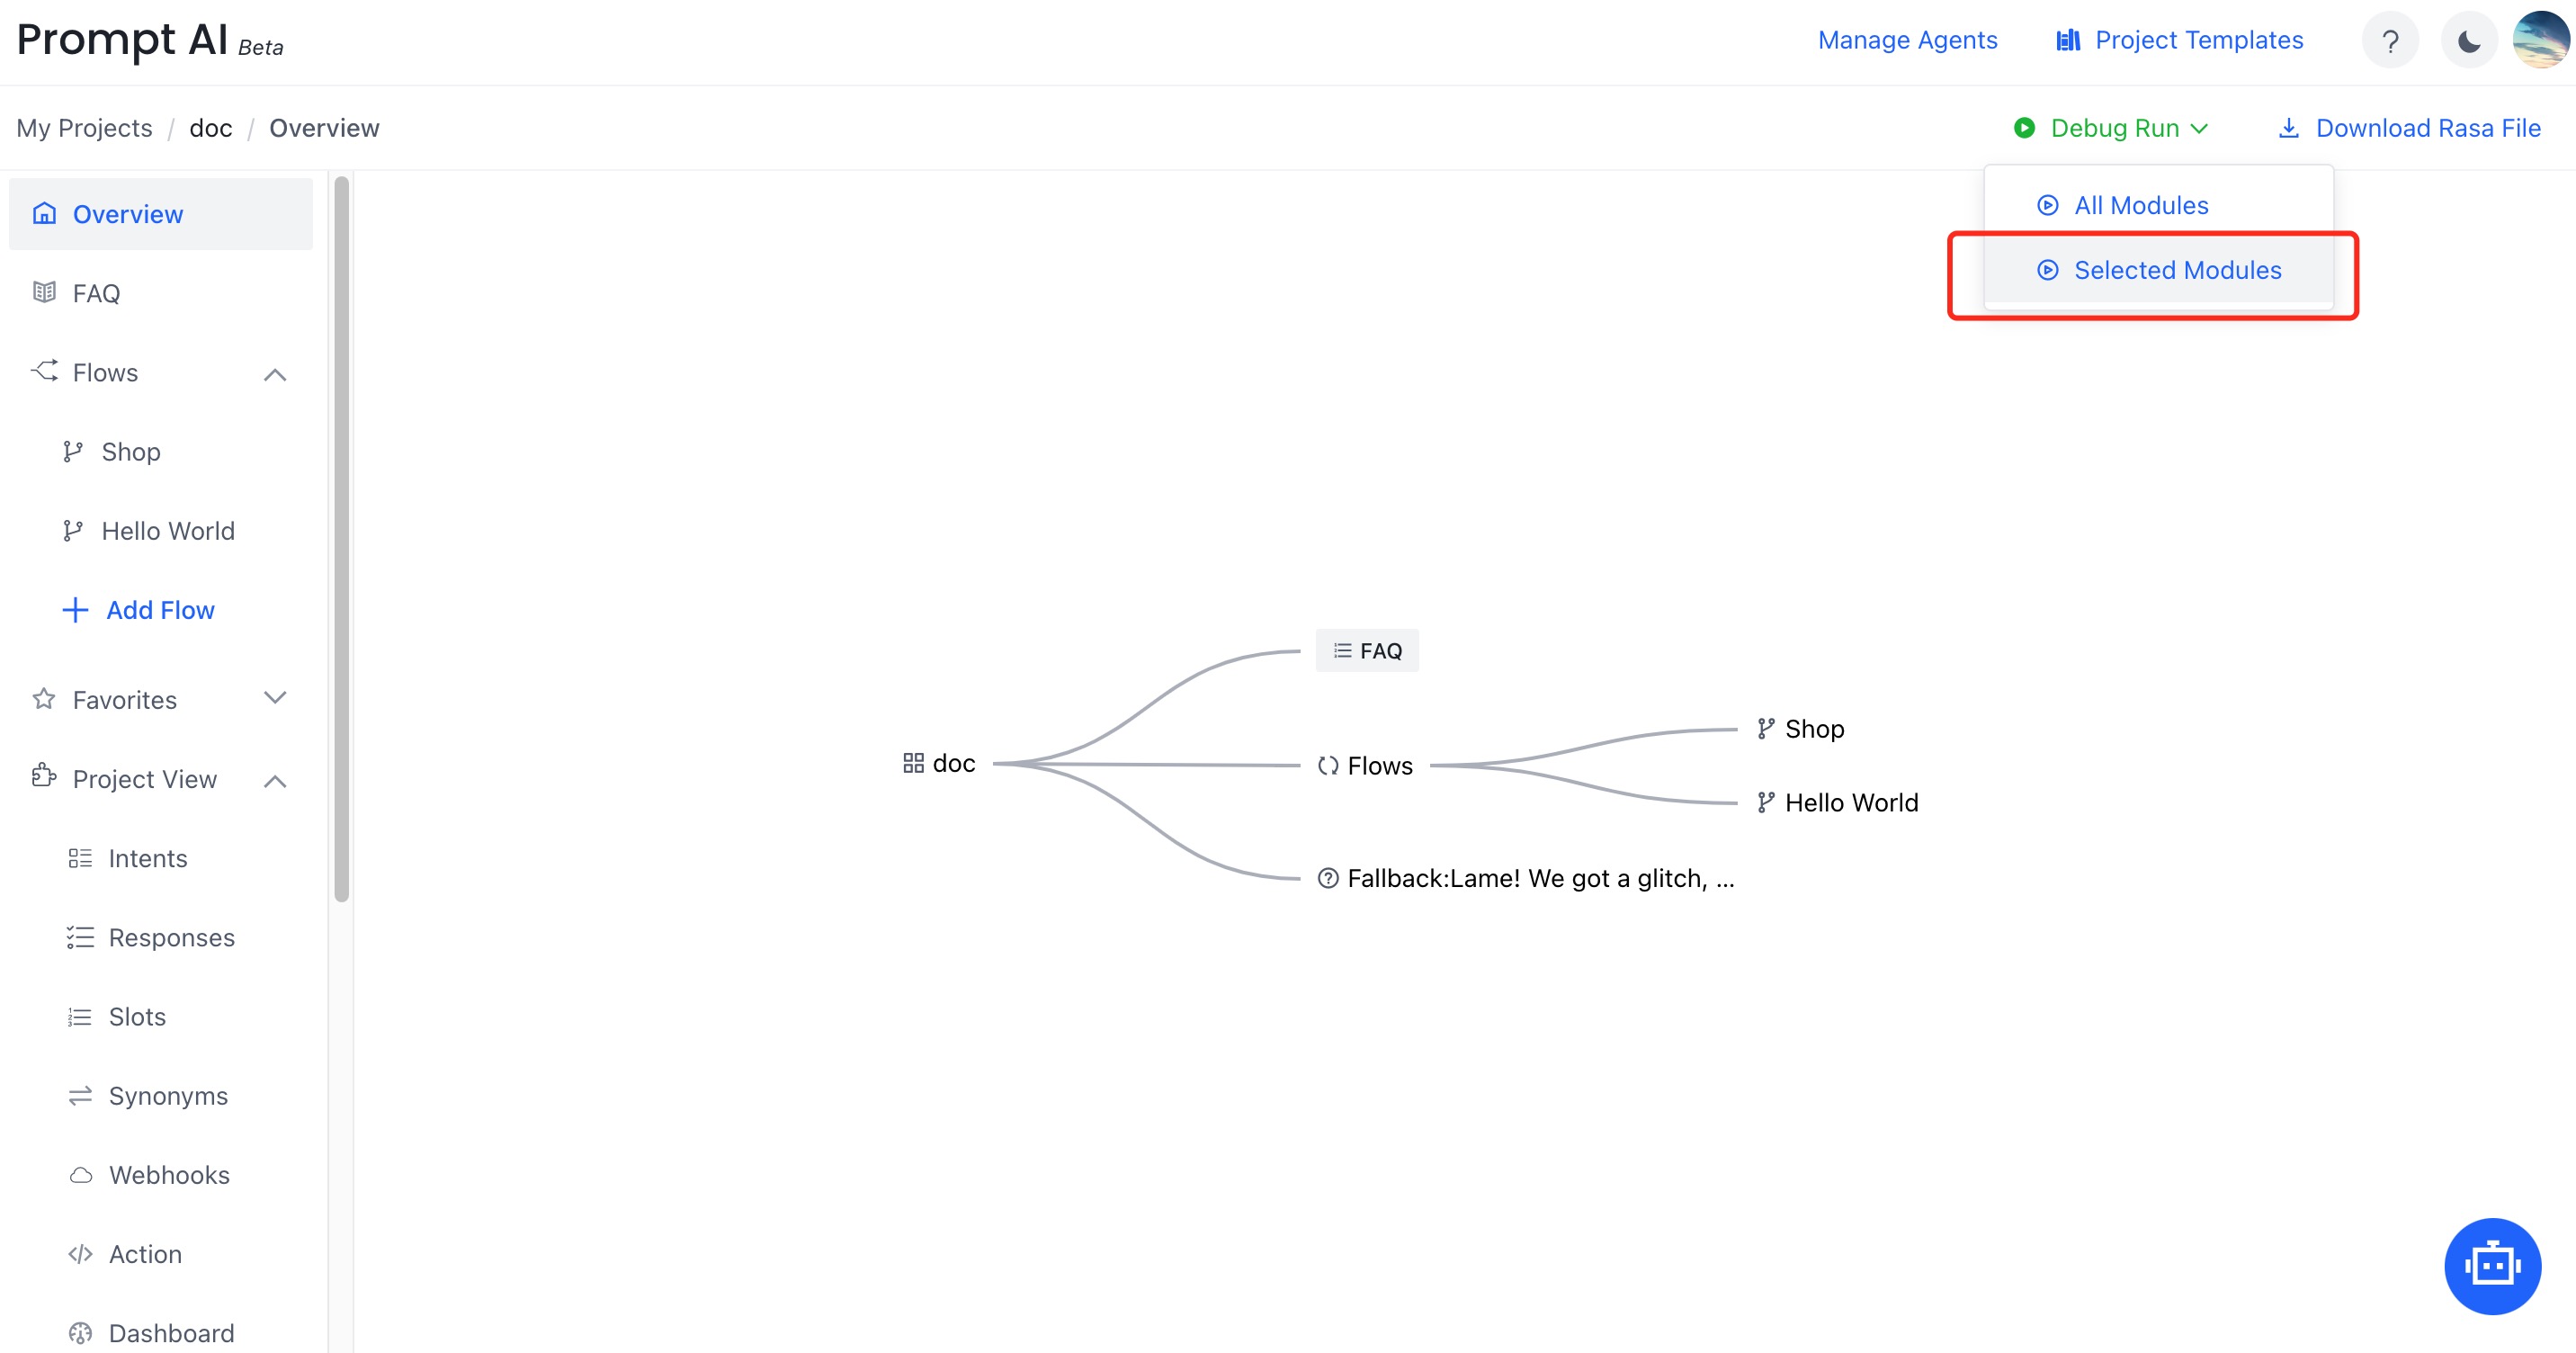 Prompt AI Beta
Manage Agents
Project Templates
?
My Projects / doc / Overview
Debug Run
Download Rasa File
All Modules
Selected Modules
Overview
FAQ
Flows
Shop
Hello World
Add Flow
Favorites
Project View
Intents
Responses
Slots
Synonyms
Webhooks
Action
Dashboard
FAQ
doc
Flows
Shop
Hello World
Fallback:Lame! We got a glitch, ...